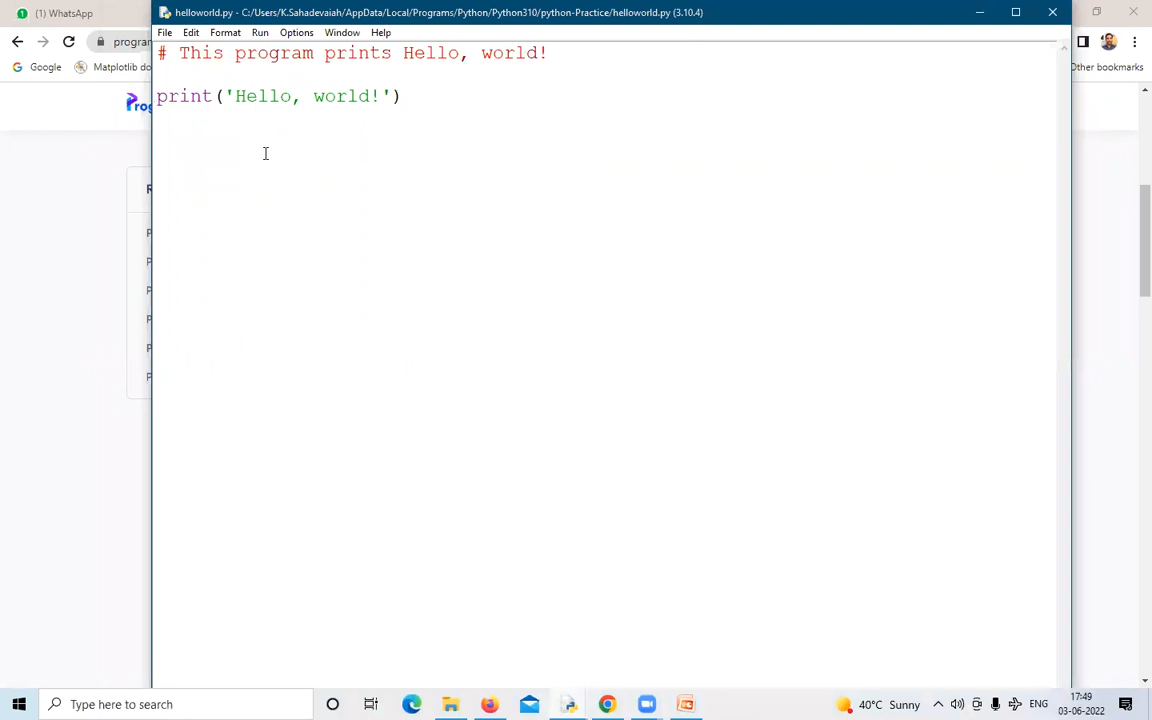 (1) WhatsApp
helloworld.py - C:/Users/K.Sahadevaiah/AppData/Local/Programs/Python/Python310/python-Practice/helloworld.py (3.10.4)
File Edit Format Run Options Window Help
program
Google Matplotlib do
Other bookmarks
# This program prints Hello, world!
print('Hello, world!')
Prog
R
P
P
P
P
P
P
Type here to search
40°C Sunny
ENG
17:49
03-06-2022